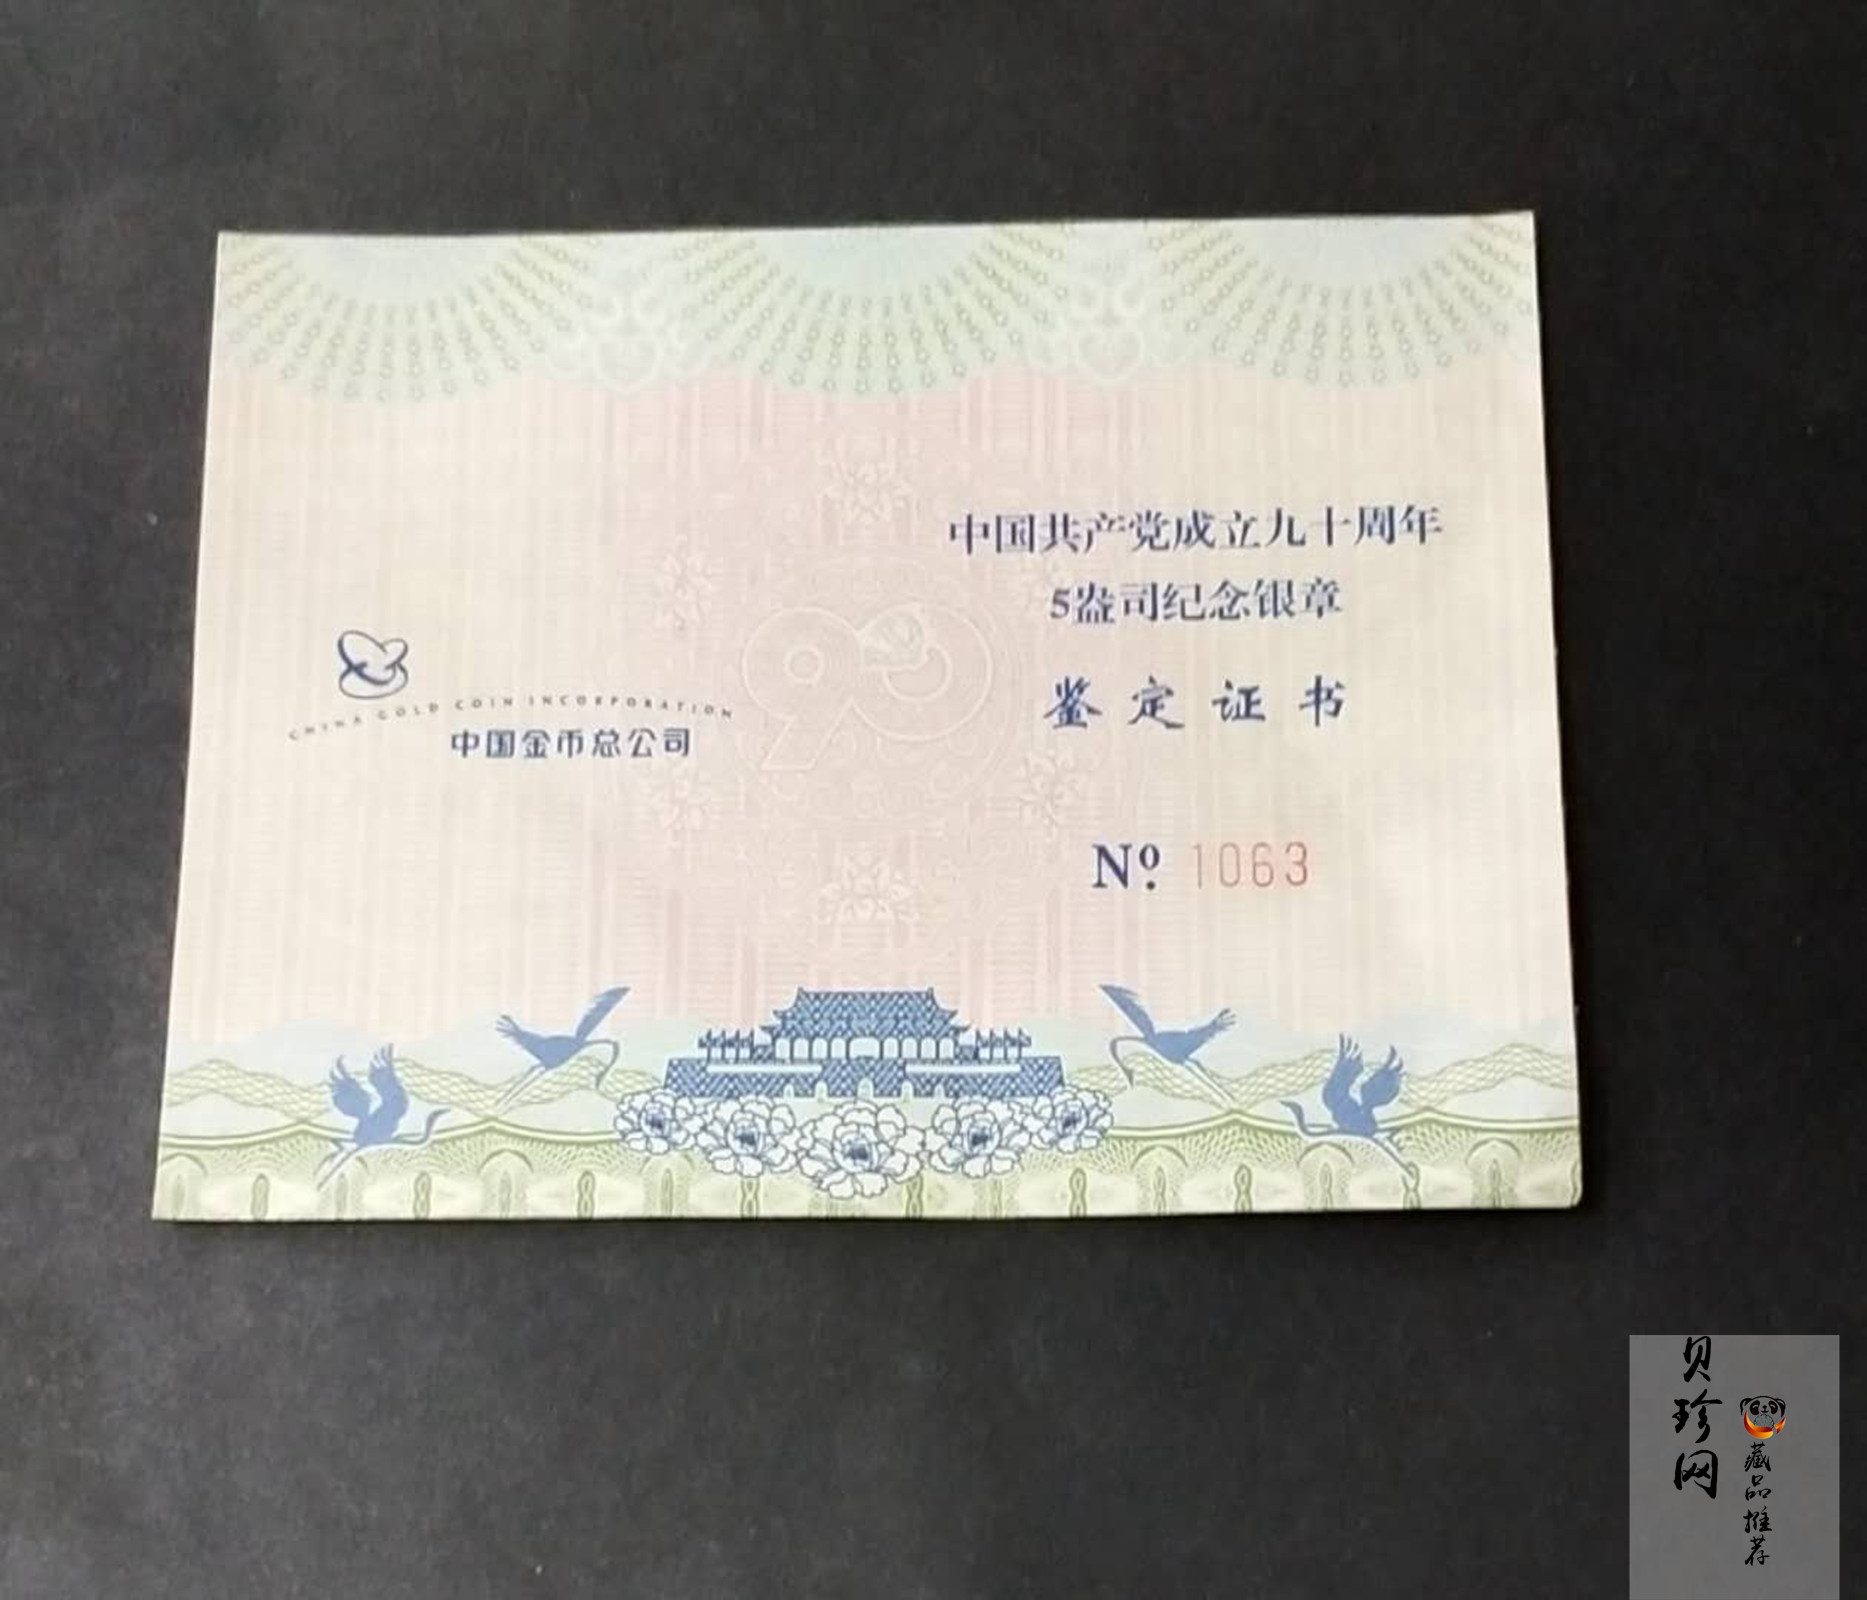 中国共产党成立九十周年
5盎司纪念银章
鉴定证书
CHINA GOLD COIN INCORPORATION
中国金币总公司
90
Nº. 1063
贝珍网
藏品推荐